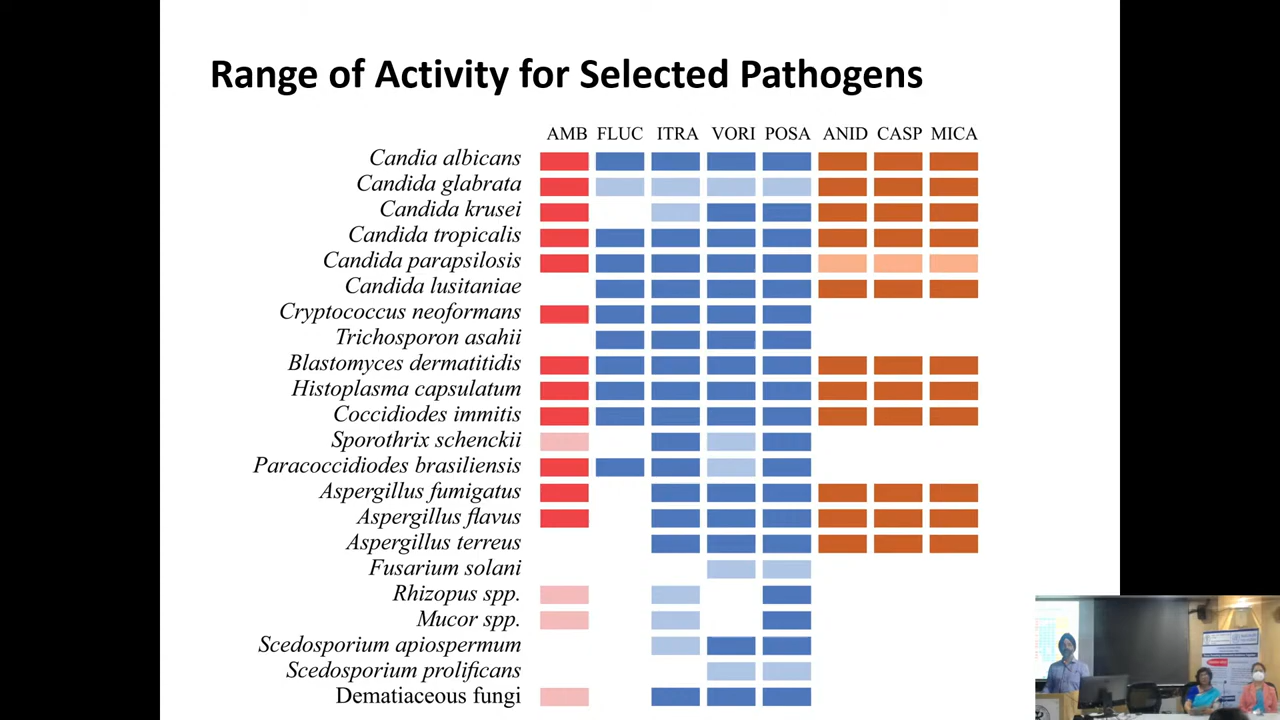 Range of Activity for Selected Pathogens
AMB FLUC ITRA VORI POSA ANID CASP MICA
Candia albicans
Candida glabrata
Candida krusei
Candida tropicalis
Candida parapsilosis
Candida lusitaniae
Cryptococcus neoformans
Trichosporon asahii
Blastomyces dermatitidis
Histoplasma capsulatum
Coccidiodes immitis
Sporothrix schenckii
Paracoccidiodes brasiliensis
Aspergillus fumigatus
Aspergillus flavus
Aspergillus terreus
Fusarium solani
Rhizopus spp.
Mucor spp.
Scedosporium apiospermum
Scedosporium prolificans
Dematiaceous fungi